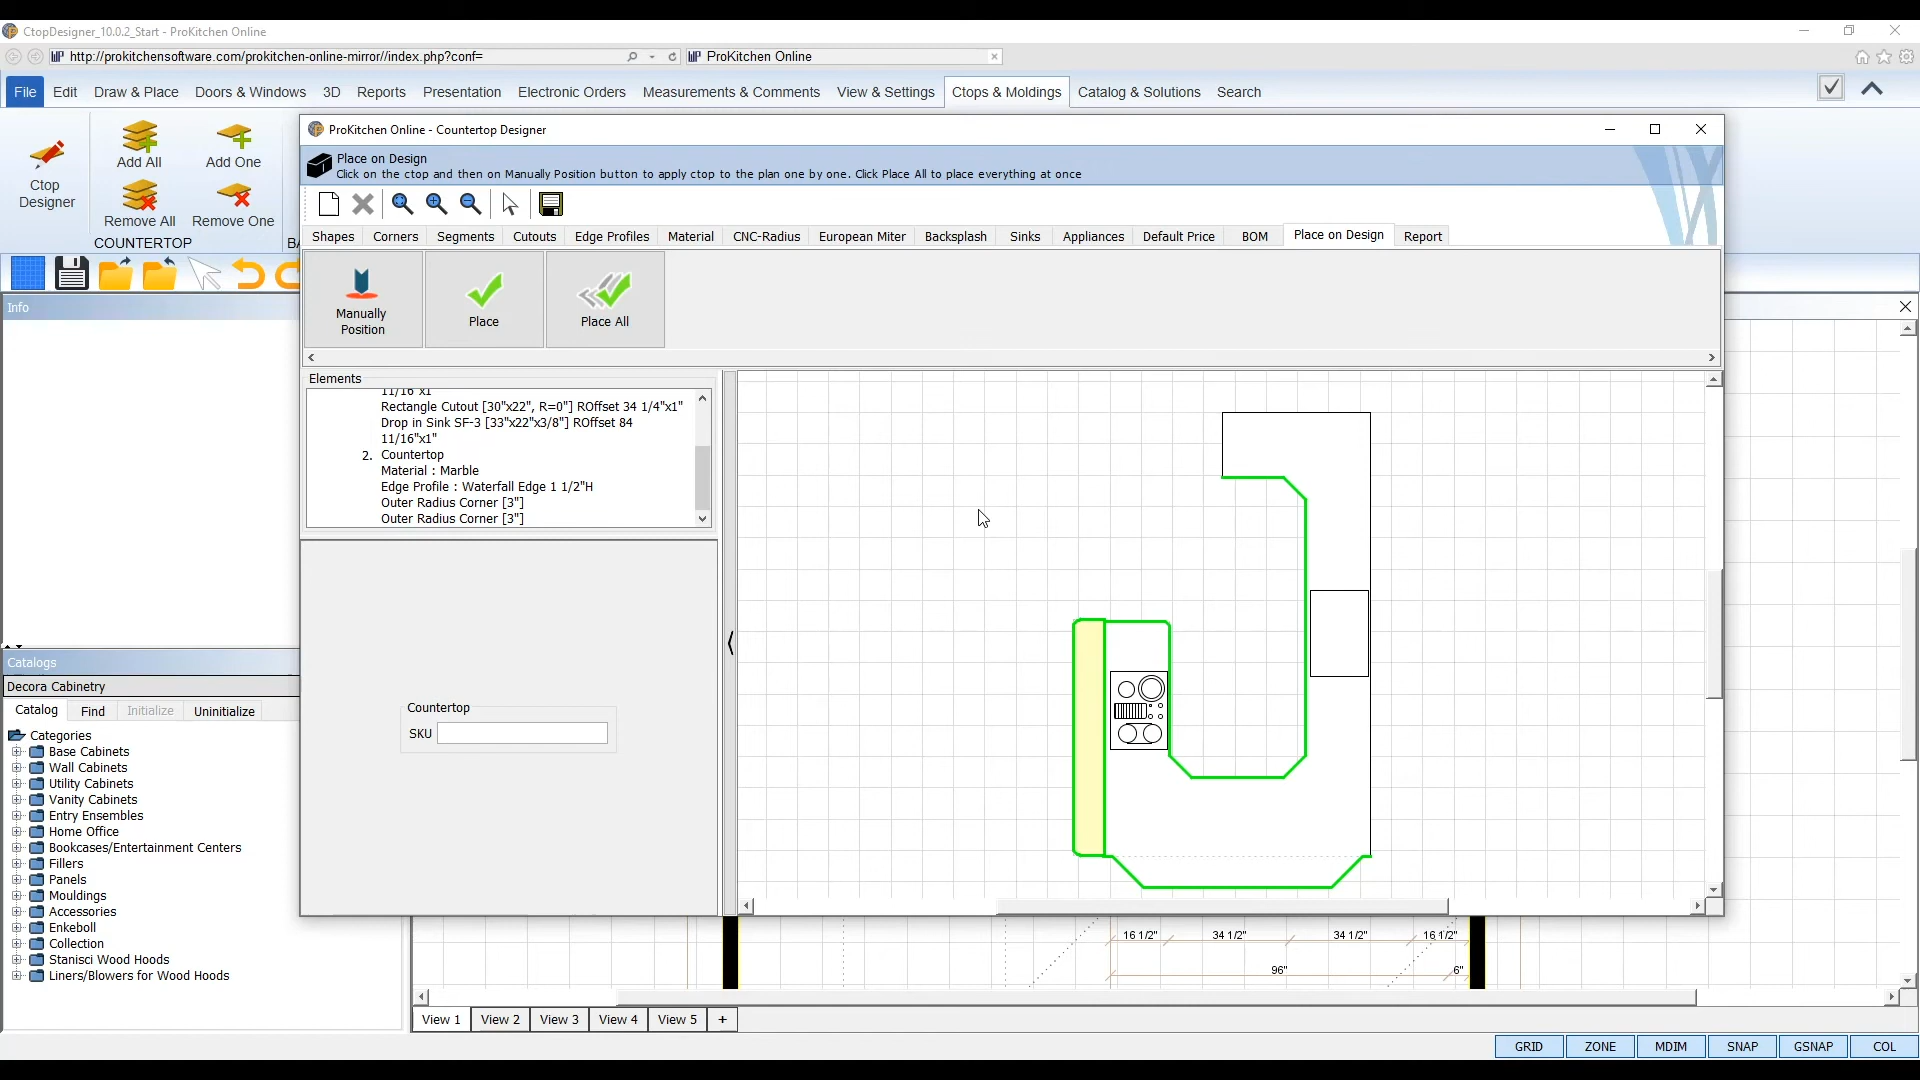 CtopDesigner_10.0.2_Start - ProKitchen Online
http://prokitchensoftware.com/prokitchen-online-mirror//index.php?conf=
ProKitchen Online
File Edit Draw & Place Doors & Windows 3D Reports Presentation Electronic Orders Measurements & Comments View & Settings Ctops & Moldings Catalog & Solutions Search
Ctop
Designer
Add All
Add One
Remove All
Remove One
COUNTERTOP
ProKitchen Online - Countertop Designer
Place on Design
Click on the ctop and then on Manually Position button to apply ctop to the plan one by one. Click Place All to place everything at once
Shapes Corners Segments Cutouts Edge Profiles Material CNC-Radius European Miter Backsplash Sinks Appliances Default Price BOM Place on Design Report
Manually
Position
Place
Place All
Info
Elements
11/16"x1"
Rectangle Cutout [30"x22", R=0"] ROffset 34 1/4"x1"
Drop in Sink SF-3 [33"x22"x3/8"] ROffset 84
11/16"x1"
2. Countertop
Material : Marble
Edge Profile : Waterfall Edge 1 1/2"H
Outer Radius Corner [3"]
Outer Radius Corner [3"]
Countertop
SKU
Catalogs
Decora Cabinetry
Catalog Find Initialize Uninitialize
Categories
Base Cabinets
Wall Cabinets
Utility Cabinets
Vanity Cabinets
Entry Ensembles
Home Office
Bookcases/Entertainment Centers
Fillers
Panels
Mouldings
Accessories
Enkeboll
Collection
Stanisci Wood Hoods
Liners/Blowers for Wood Hoods
16 1/2" 34 1/2" 34 1/2" 16 1/2"
96" 6"
View 1 View 2 View 3 View 4 View 5 +
GRID ZONE MDIM SNAP GSNAP COL